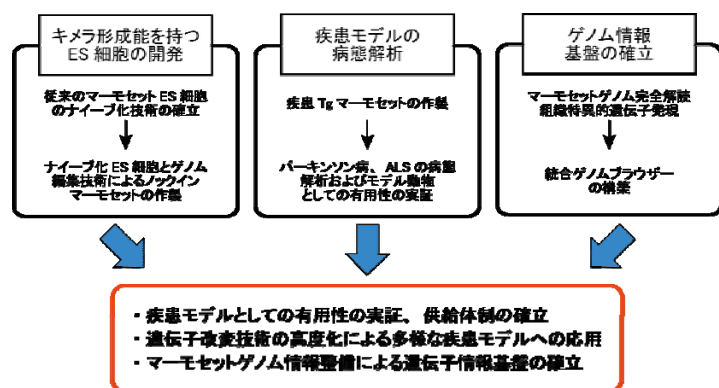 キメラ形成能を持つ
ES 細胞の開発
従来のマーモセット ES 細胞
のナイーブ化技術の確立
ナイーブ化 ES 細胞とゲノム
編集技術によるノックイン
マーモセットの作製
疾患モデルの
病態解析
疾患 Tg マーモセットの作製
パーキンソン病、ALS の病態
解析およびモデル動物
としての有用性の実証
ゲノム情報
基盤の確立
マーモセットゲノム完全解読
組織特異的遺伝子発現
統合ゲノムブラウザー
の構築
・疾患モデルとしての有用性の実証、供給体制の確立
・遺伝子改変技術の高度化による多様な疾患モデルへの応用
・マーモセットゲノム情報整備による遺伝子情報基盤の確立